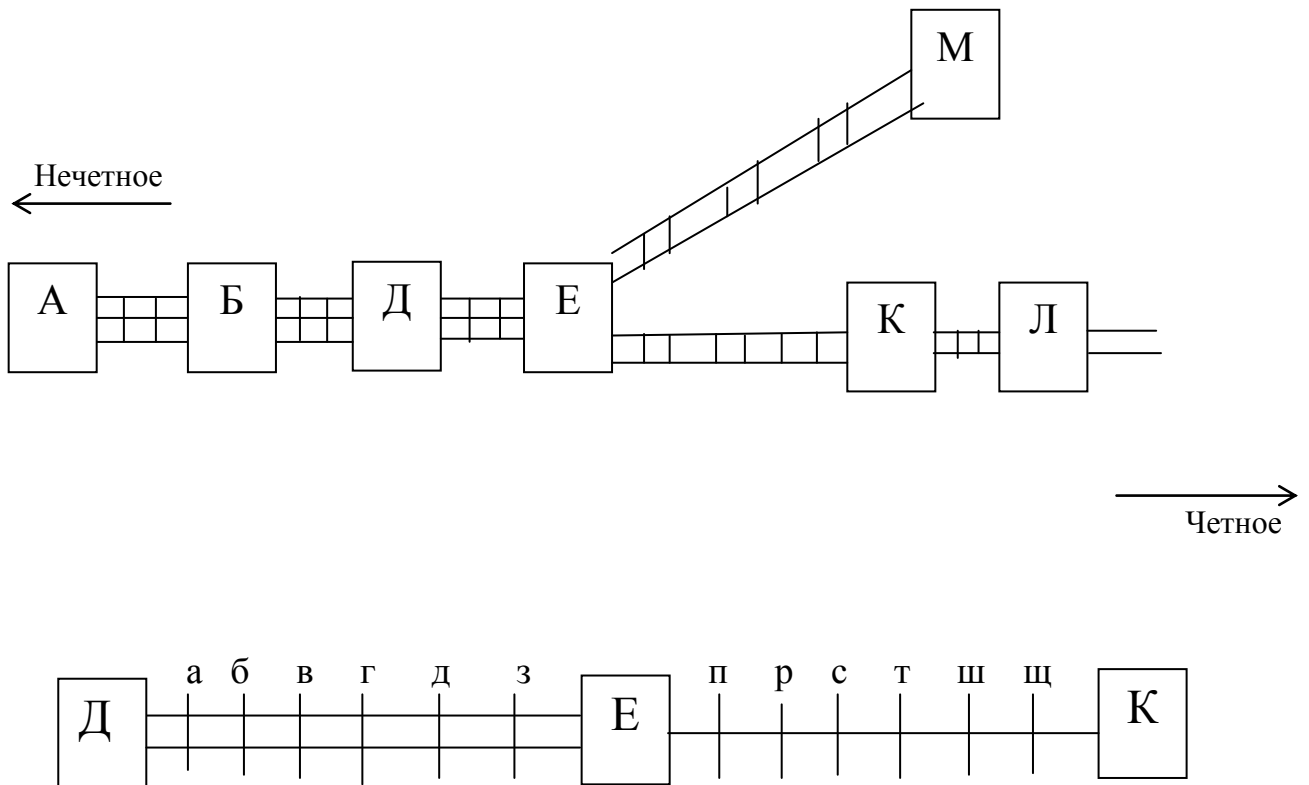 М
Нечетное
А Б Д Е К Л
Четное
а б в г д з п р с т ш щ
Д Е К